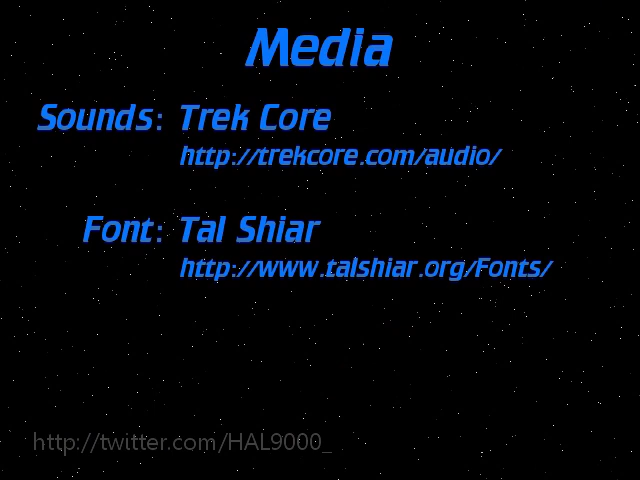 Media
Sounds: Trek Core
http://trekcore.com/audio/
Font: Tal Shiar
http://www.talshiar.org/Fonts/
http://twitter.com/HAL9000_